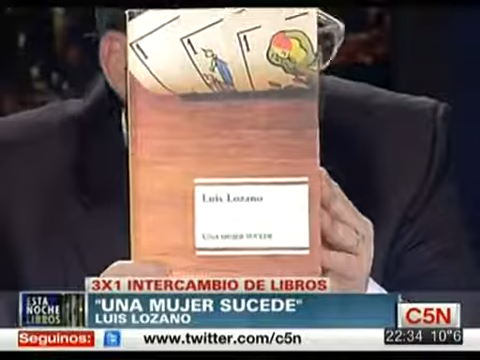 Luis Lozano
UNA MUJER SUCEDE
3X1 INTERCAMBIO DE LIBROS
ESTA
NOCHE
LIBROS
"UNA MUJER SUCEDE"
LUIS LOZANO
C5N
Seguinos: www.twitter.com/c5n
22:34 10°6